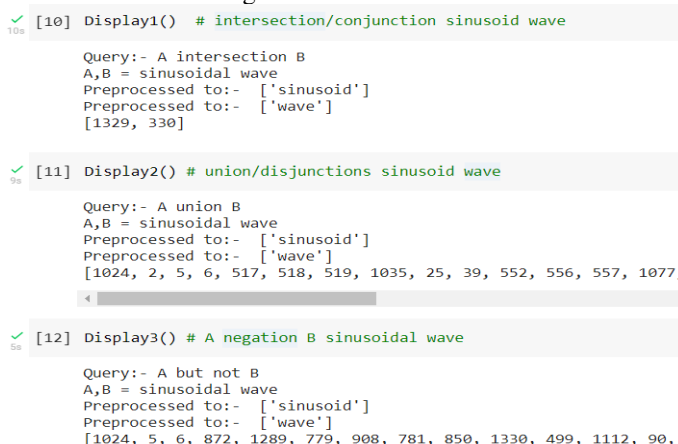 [10] Display1() # intersection/conjunction sinusoid wave
10s
Query:- A intersection B
A,B = sinusoidal wave
Preprocessed to:- ['sinusoid']
Preprocessed to:- ['wave']
[1329, 330]
[11] Display2() # union/disjunctions sinusoid wave
9s
Query:- A union B
A,B = sinusoidal wave
Preprocessed to:- ['sinusoid']
Preprocessed to:- ['wave']
[1024, 2, 5, 6, 517, 518, 519, 1035, 25, 39, 552, 556, 557, 1077,
[12] Display3() # A negation B sinusoidal wave
5s
Query:- A but not B
A,B = sinusoidal wave
Preprocessed to:- ['sinusoid']
Preprocessed to:- ['wave']
[1024, 5, 6, 872, 1289, 779, 908, 781, 850, 1330, 499, 1112, 90,